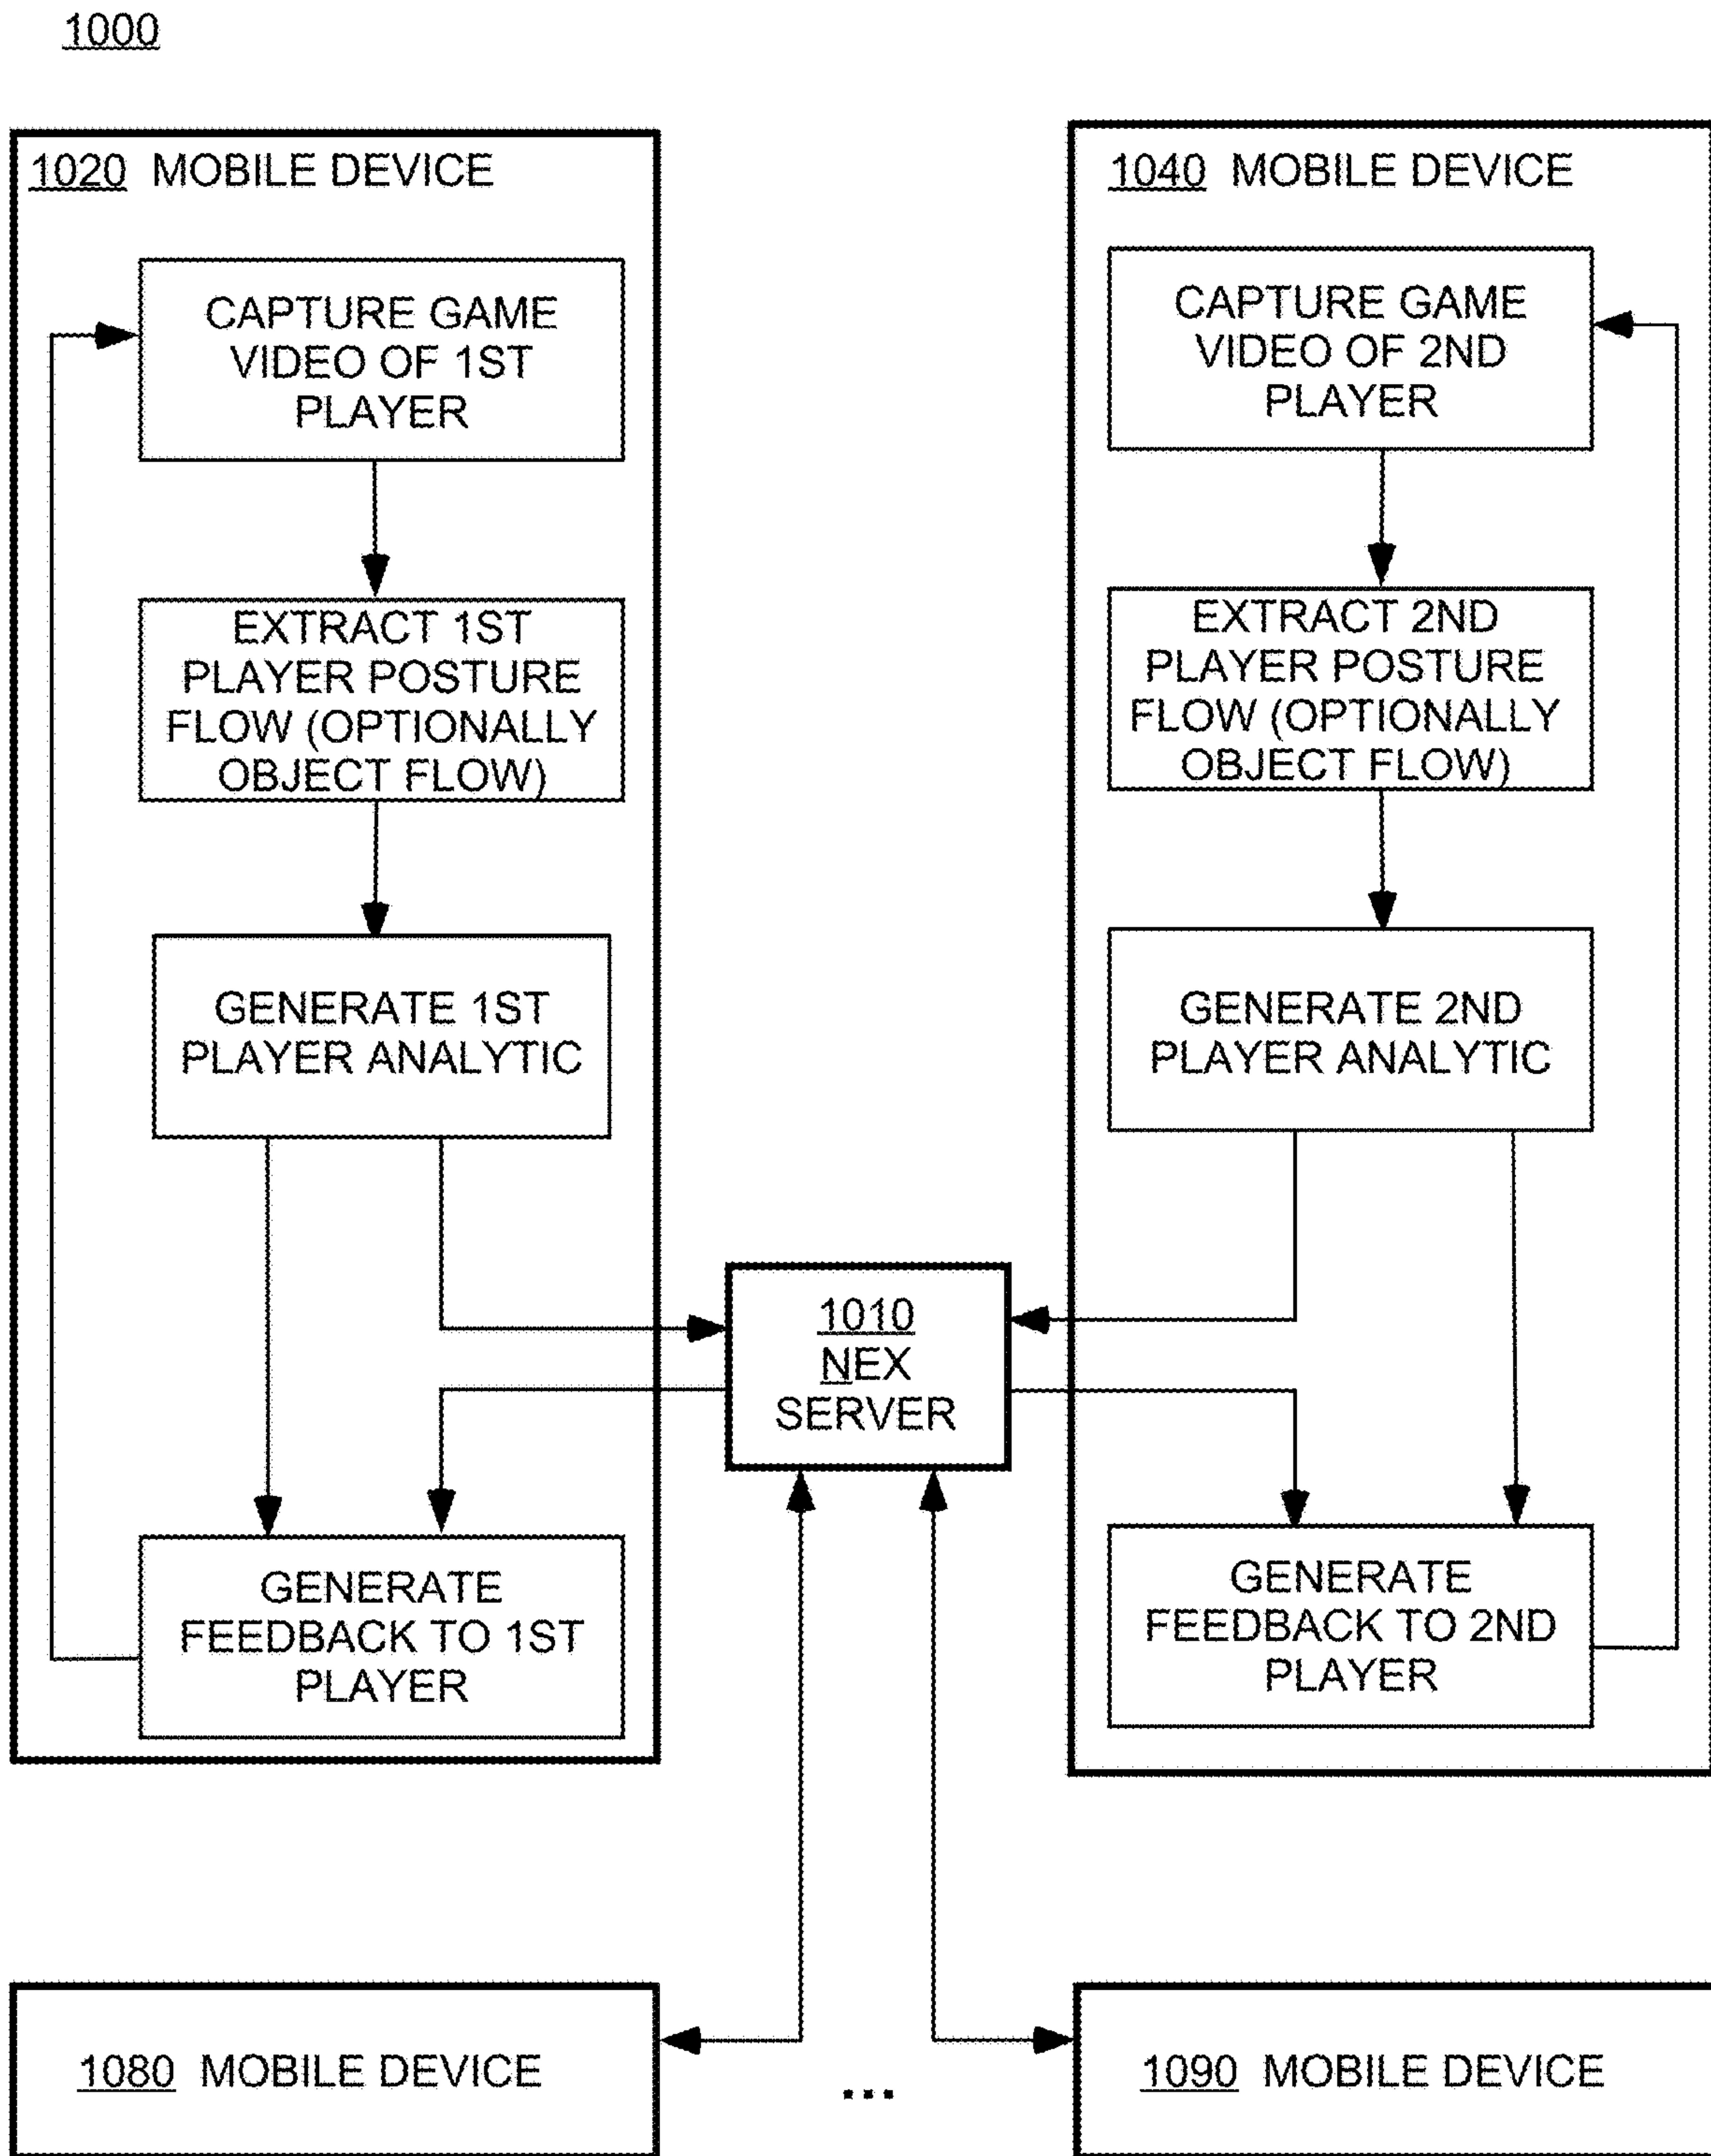 1000
1020 MOBILE DEVICE
CAPTURE GAME
VIDEO OF 1ST
PLAYER
EXTRACT 1ST
PLAYER POSTURE
FLOW (OPTIONALLY
OBJECT FLOW)
GENERATE 1ST
PLAYER ANALYTIC
GENERATE
FEEDBACK TO 1ST
PLAYER
1040 MOBILE DEVICE
CAPTURE GAME
VIDEO OF 2ND
PLAYER
EXTRACT 2ND
PLAYER POSTURE
FLOW (OPTIONALLY
OBJECT FLOW)
GENERATE 2ND
PLAYER ANALYTIC
GENERATE
FEEDBACK TO 2ND
PLAYER
1010
NEX
SERVER
1080 MOBILE DEVICE
...
1090 MOBILE DEVICE